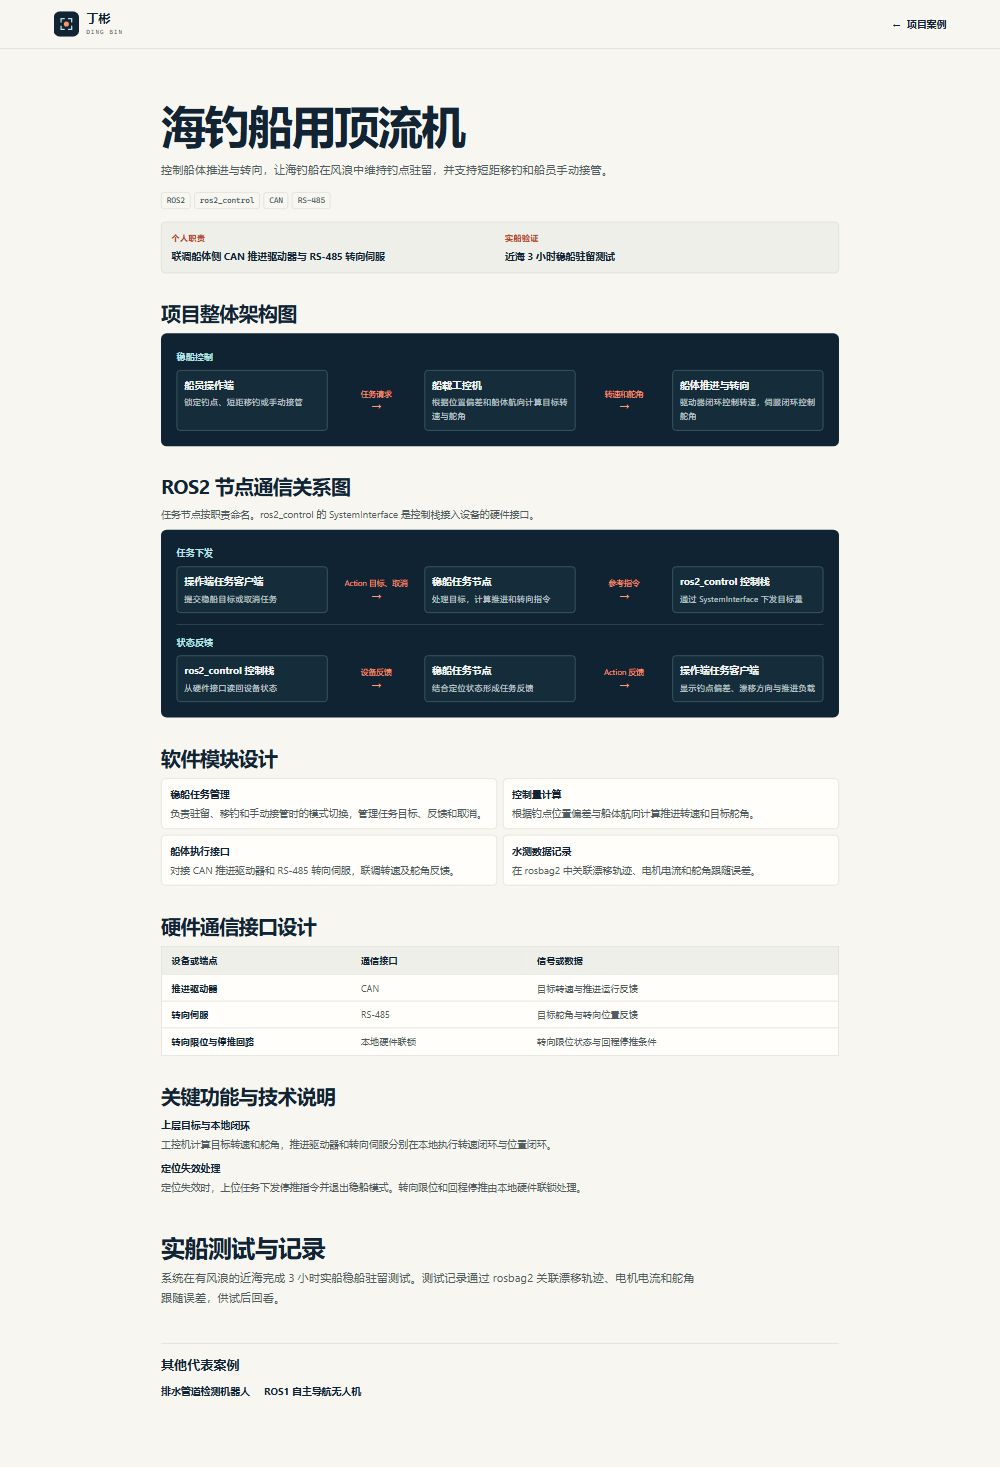 丁彬
DING BIN
← 项目案例
海钓船用顶流机
控制船体推进与转向，让海钓船在风浪中维持钓点驻留，并支持短距移钓和船员手动接管。
ROS2 ros2_control CAN RS-485
个人职责 实船验证
联调船体侧 CAN 推进驱动器与 RS-485 转向伺服 近海 3 小时稳船驻留测试
项目整体架构图
稳船控制
船员操作端
锁定钓点、短距移钓或手动接管
任务请求
→
船载工控机
根据位置偏差和船体航向计算目标转
速与舵角
转速和舵角
→
船体推进与转向
驱动器闭环控制转速，伺服闭环控制
舵角
ROS2 节点通信关系图
任务节点按职责命名。ros2_control 的 SystemInterface 是控制栈接入设备的硬件接口。
任务下发
操作端任务客户端
提交稳船目标或取消任务
Action 目标、取消
→
稳船任务节点
处理目标，计算推进和转向指令
参考指令
→
ros2_control 控制栈
通过 SystemInterface 下发目标量
状态反馈
ros2_control 控制栈
从硬件接口读回设备状态
设备反馈
→
稳船任务节点
结合定位状态形成任务反馈
Action 反馈
→
操作端任务客户端
显示钓点偏差、漂移方向与推进负载
软件模块设计
稳船任务管理
负责驻留、移钓和手动接管时的模式切换，管理任务目标、反馈和取消。
控制量计算
根据钓点位置偏差与船体航向计算推进转速和目标舵角。
船体执行接口
对接 CAN 推进驱动器和 RS-485 转向伺服，联调转速及舵角反馈。
水测数据记录
在 rosbag2 中关联漂移轨迹、电机电流和舵角跟随误差。
硬件通信接口设计
设备或端点 通信接口 信号或数据
推进驱动器 CAN 目标转速与推进运行反馈
转向伺服 RS-485 目标舵角与转向位置反馈
转向限位与停推回路 本地硬件联锁 转向限位状态与回程停推条件
关键功能与技术说明
上层目标与本地闭环
工控机计算目标转速和舵角，推进驱动器和转向伺服分别在本地执行转速闭环与位置闭环。
定位失效处理
定位失效时，上位任务下发停推指令并退出稳船模式。转向限位和回程停推由本地硬件联锁处理。
实船测试与记录
系统在有风浪的近海完成 3 小时实船稳船驻留测试。测试记录通过 rosbag2 关联漂移轨迹、电机电流和舵角
跟随误差，供试后回看。
其他代表案例
排水管道检测机器人 ROS1 自主导航无人机